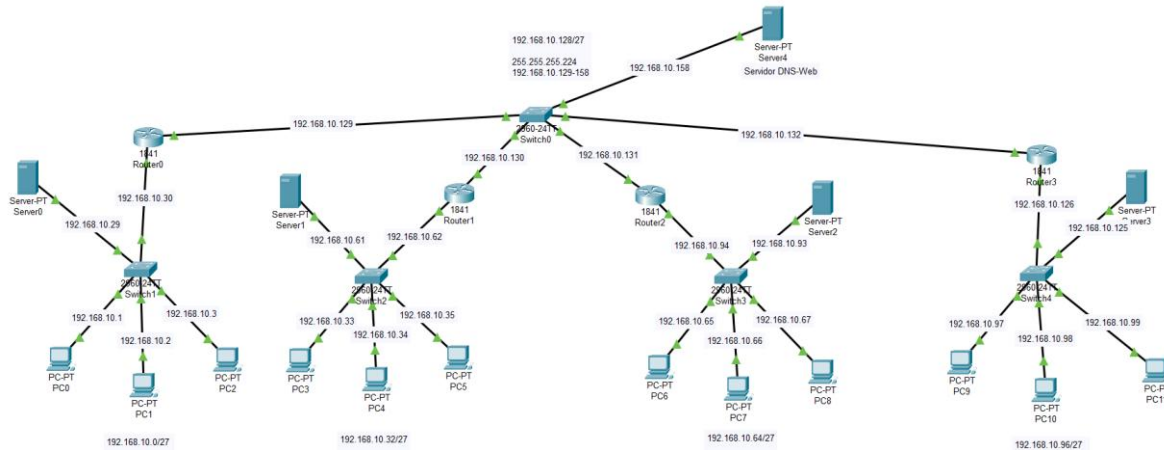 192.168.10.128/27
255.255.255.224
192.168.10.129-158
192.168.10.158
Server-PT
Server4
Servidor DNS-Web
192.168.10.129
2960-24TT
Switch0
192.168.10.132
1841
Router0
192.168.10.130
192.168.10.131
1841
Router3
Server-PT
Server0
192.168.10.30
192.168.10.29
Server-PT
Server1
1841
Router1
192.168.10.61
192.168.10.62
1841
Router2
Server-PT
Server2
192.168.10.94
192.168.10.93
192.168.10.126
Server-PT
192.168.10.125
2960-24TT
Switch1
2960-24TT
Switch2
2960-24TT
Switch3
2960-24TT
Switch4
192.168.10.1
192.168.10.2
192.168.10.3
192.168.10.33
192.168.10.34
192.168.10.35
192.168.10.65
192.168.10.66
192.168.10.67
192.168.10.97
192.168.10.98
192.168.10.99
PC-PT
PC0
PC-PT
PC1
PC-PT
PC2
PC-PT
PC3
PC-PT
PC4
PC-PT
PC5
PC-PT
PC6
PC-PT
PC7
PC-PT
PC8
PC-PT
PC9
PC-PT
PC10
PC-PT
192.168.10.0/27
192.168.10.32/27
192.168.10.64/27
192.168.10.96/27